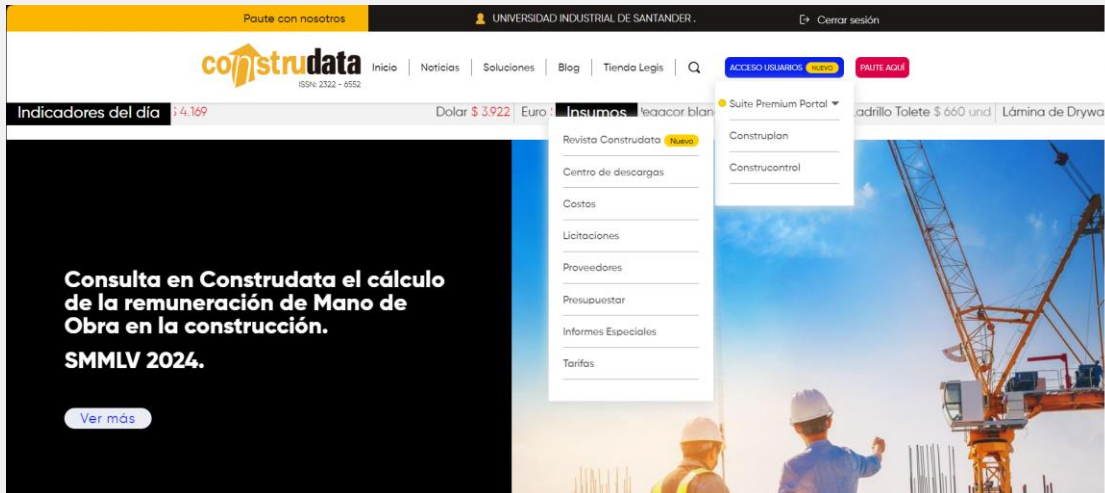 Paute con nosotros
UNIVERSIDAD INDUSTRIAL DE SANTANDER .
Cerrar sesión
construdata
ISSN: 2322 - 6552
Inicio
Noticias
Soluciones
Blog
Tienda Legis
ACCESO USUARIOS NUEVO
PAUTE AQUÍ
Indicadores del día
$ 4.169
Dolar $ 3.922
Euro
Insumos
adrillo Tolete $ 660 und
Lámina de Drywa
Suite Premium Portal
Construplan
Construcontrol
Revista Construdata Nuevo
Centro de descargas
Costos
Licitaciones
Proveedores
Presupuestar
Informes Especiales
Tarifas
Consulta en Construdata el cálculo
de la remuneración de Mano de
Obra en la construcción.
SMMLV 2024.
Ver más